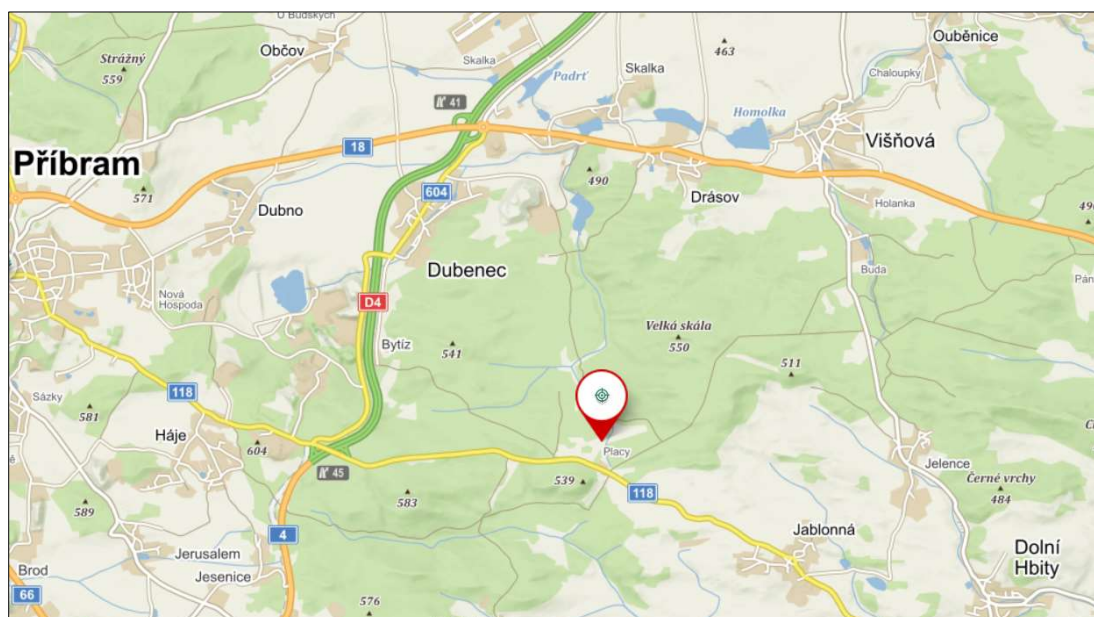 U Budských
Ouběnice
Strážný
559
Občov
463
Skalka
Skalka
Chaloupky
Padrť
41
Homolka
Višňová
18
Příbram
571
490
604
Drásov
Dubno
Holanka
Dubenec
Buda
Nová
Hospoda
D4
Velká skála
550
Bytíz
541
511
118
Sázky
581
Háje
604
Placy
Jelence
45
539
Černé vrchy
484
583
118
589
4
Jablonná
Jerusalem
Dolní
Hbity
Brod
Jesenice
66
576